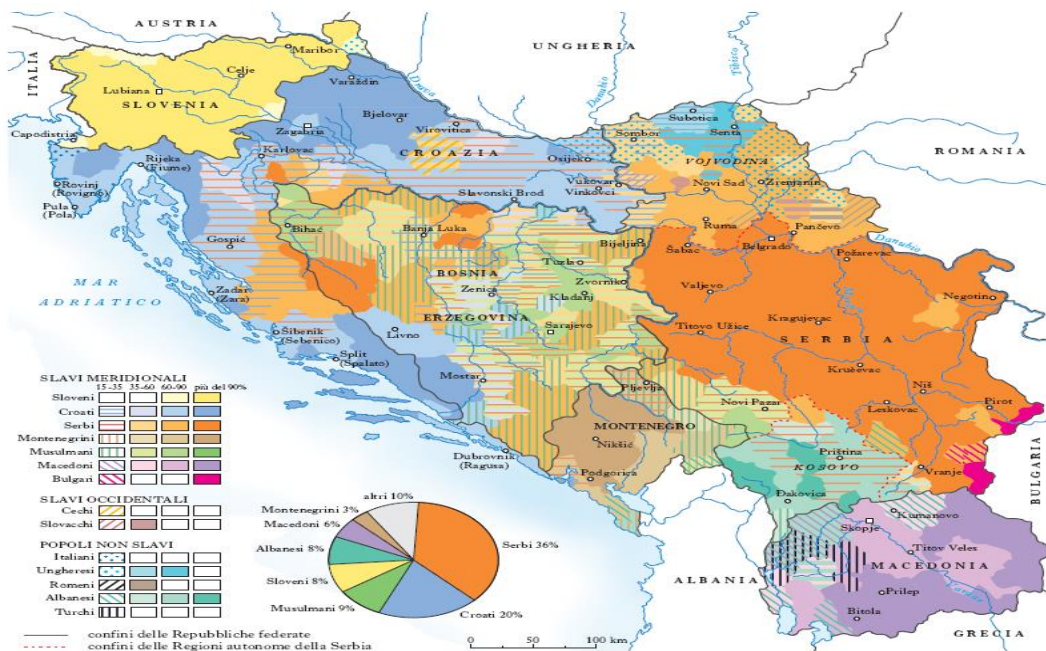 AUSTRIA
UNGHERIA
ITALIA
ROMANIA
BULGARIA
GRECIA
ALBANIA
MAR
ADRIATICO
SLOVENIA
Maribor
Celje
Lubiana
Capodistria
CROAZIA
Varaždin
Drava
Bjelovar
Virovitica
Zagabria
Karlovac
Rijeka
(Fiume)
Rovinj
(Rovigno)
Pula
(Pola)
Osijek
Vukovar
Vinkovci
Slavonski Brod
Gospić
Zadar
(Zara)
Šibenik
(Sebenico)
Split
(Spalato)
Dubrovnik
(Ragusa)
BOSNIA
ERZEGOVINA
Bihać
Banja Luka
Bijeljina
Tuzla
Zvornik
Zenica
Kladanj
Sarajevo
Livno
Mostar
VOJVODINA
Danubio
Tibisco
Subotica
Sombor
Senta
Novi Sad
Zrenjanin
Ruma
Pančevo
SERBIA
Belgrado
Danubio
Šabac
Požarevac
Valjevo
Negotin
Kragujevac
Titovo Užice
Kruševac
Niš
Novi Pazar
Leskovac
Pirot
Vranje
MONTENEGRO
Pljevlja
Nikšić
Podgorica
KOSOVO
Priština
Đakovica
MACEDONIA
Kumanovo
Skopje
Titov Veles
Prilep
Bitola
Vardar
SLAVI MERIDIONALI
15-35 35-60 60-90 più del 90%
Sloveni
Croati
Serbi
Montenegrini
Musulmani
Macedoni
Bulgari
SLAVI OCCIDENTALI
Cechi
Slovacchi
POPOLI NON SLAVI
Italiani
Ungheresi
Romeni
Albanesi
Turchi
confini delle Repubbliche federate
confini delle Regioni autonome della Serbia
altri 10%
Montenegrini 3%
Macedoni 6%
Albanesi 8%
Sloveni 8%
Musulmani 9%
Croati 20%
Serbi 36%
0 100 km